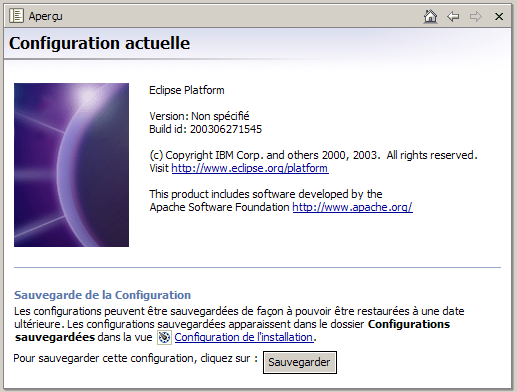 Aperçu
Configuration actuelle
Eclipse Platform
Version: Non spécifié
Build id: 200306271545
(c) Copyright IBM Corp. and others 2000, 2003. All rights reserved.
Visit http://www.eclipse.org/platform
This product includes software developed by the
Apache Software Foundation http://www.apache.org/
Sauvegarde de la Configuration
Les configurations peuvent être sauvegardées de façon à pouvoir être restaurées à une date
ultérieure. Les configurations sauvegardées apparaissent dans le dossier Configurations
sauvegardées dans la vue Configuration de l'installation.
Pour sauvegarder cette configuration, cliquez sur : Sauvegarder